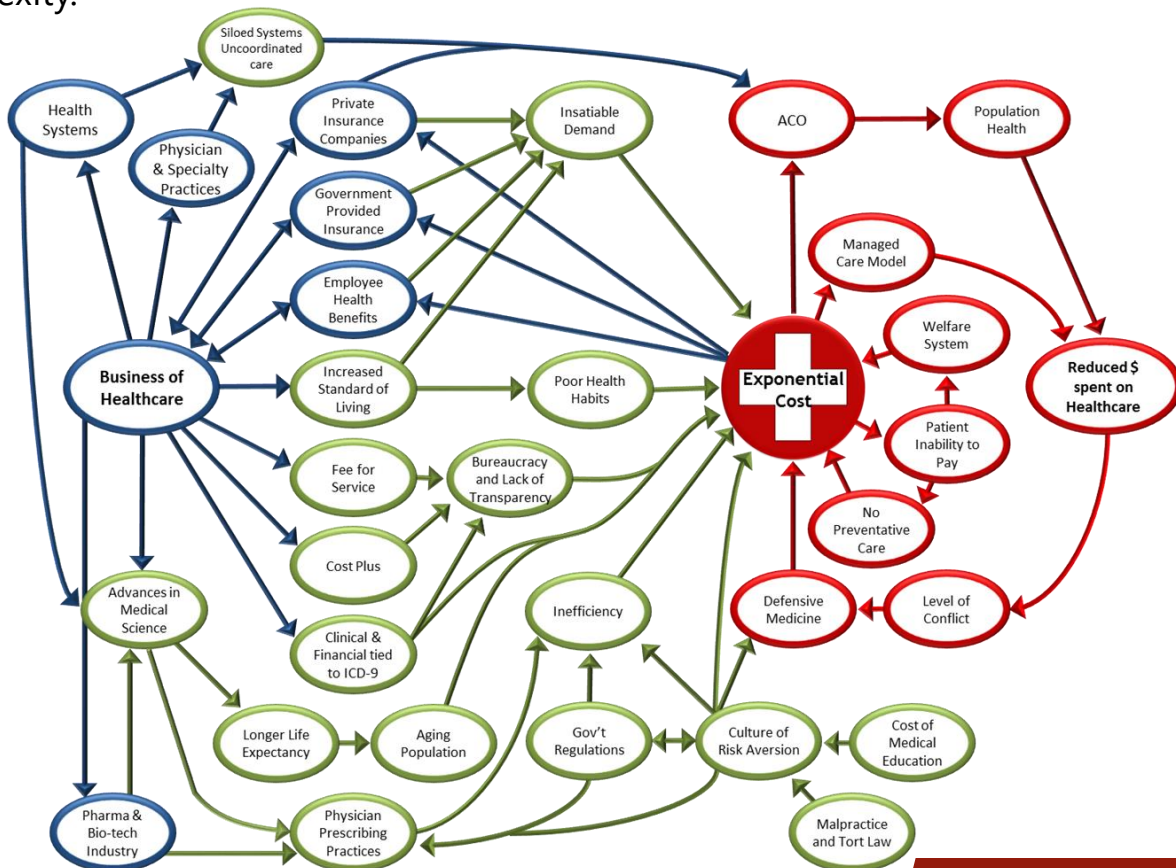 exity.
Siloed Systems
Uncoordinated
care
Health
Systems
Physician
& Specialty
Practices
Private
Insurance
Companies
Insatiable
Demand
ACO
Population
Health
Government
Provided
Insurance
Managed
Care Model
Employee
Health
Benefits
Welfare
System
Business of
Healthcare
Increased
Standard of
Living
Poor Health
Habits
Exponential
Cost
Reduced $
spent on
Healthcare
Patient
Inability to
Pay
Fee for
Service
Bureaucracy
and Lack of
Transparency
No
Preventative
Care
Cost Plus
Advances in
Medical
Science
Inefficiency
Defensive
Medicine
Level of
Conflict
Clinical &
Financial tied
to ICD-9
Longer Life
Expectancy
Aging
Population
Gov't
Regulations
Culture of
Risk Aversion
Cost of
Medical
Education
Pharma &
Bio-tech
Industry
Physician
Prescribing
Practices
Malpractice
and Tort Law